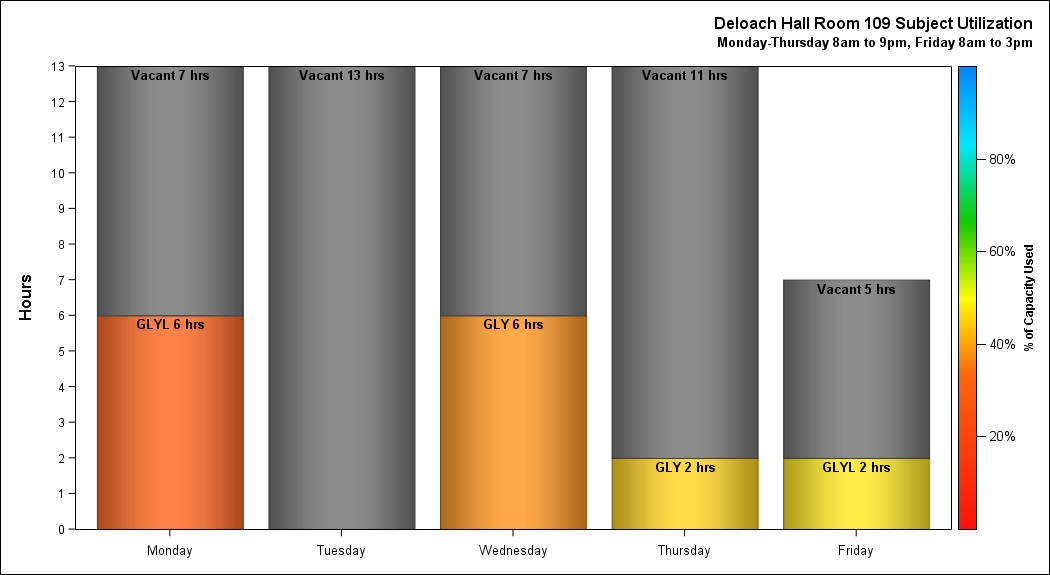 Deloach Hall Room 109 Subject Utilization
Monday-Thursday 8am to 9pm, Friday 8am to 3pm
Hours
13
12
11
10
9
8
7
6
5
4
3
2
1
0
Vacant 7 hrs
GLYL 6 hrs
Vacant 13 hrs
Vacant 7 hrs
GLY 6 hrs
Vacant 11 hrs
GLY 2 hrs
Vacant 5 hrs
GLYL 2 hrs
Monday
Tuesday
Wednesday
Thursday
Friday
80%
60%
40%
20%
% of Capacity Used